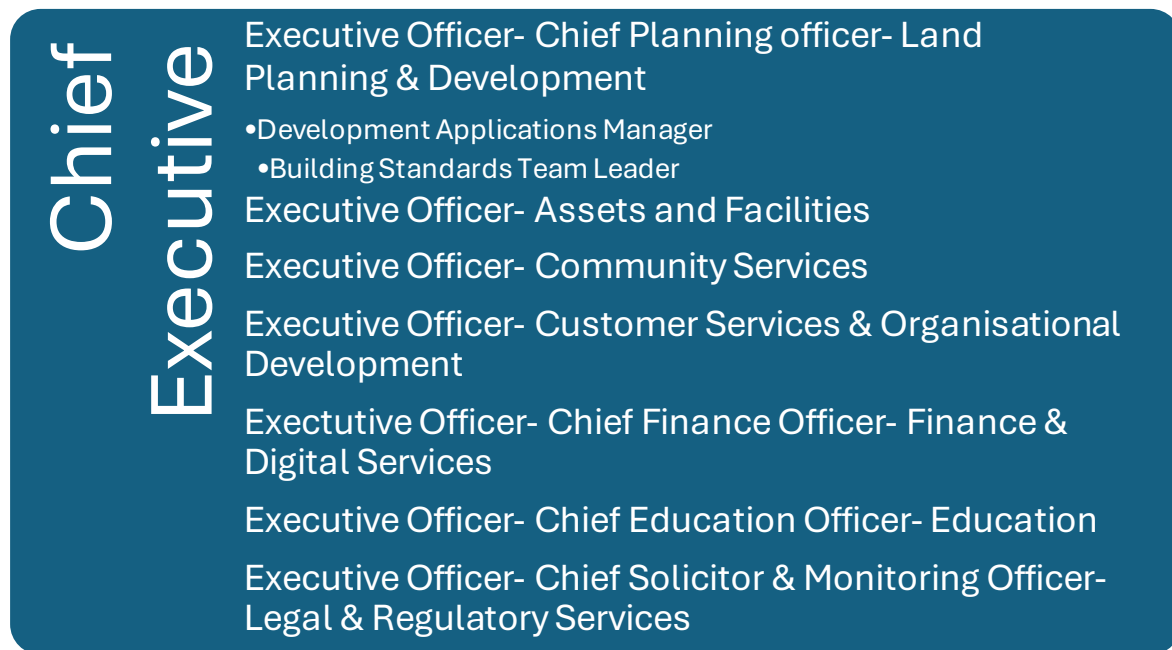 Chief
Executive
Executive Officer- Chief Planning officer- Land
Planning & Development
•Development Applications Manager
•Building Standards Team Leader
Executive Officer- Assets and Facilities
Executive Officer- Community Services
Executive Officer- Customer Services & Organisational
Development
Exectutive Officer- Chief Finance Officer- Finance &
Digital Services
Executive Officer- Chief Education Officer- Education
Executive Officer- Chief Solicitor & Monitoring Officer-
Legal & Regulatory Services